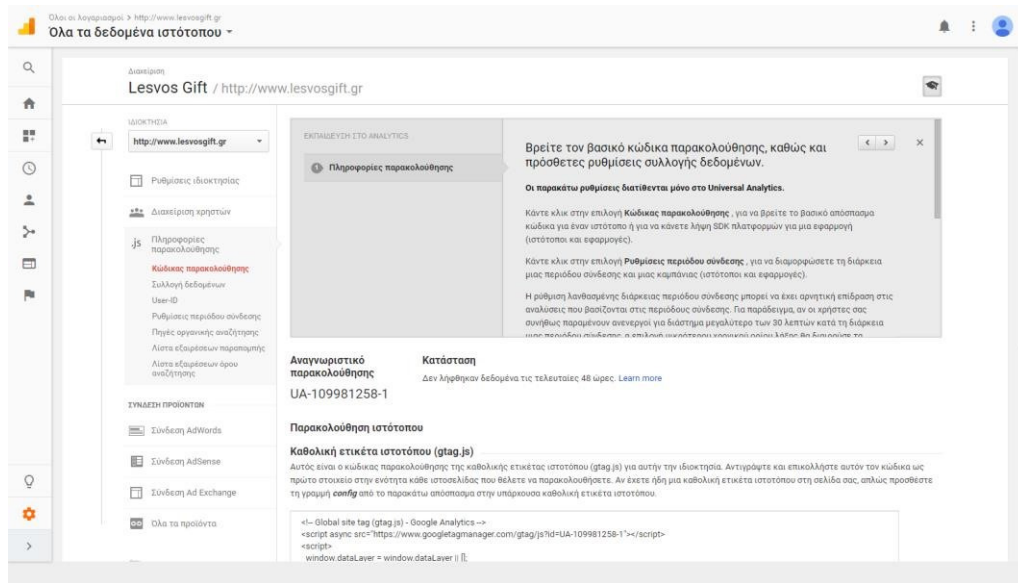 Όλοι οι λογαριασμοί > http://www.lesvosgift.gr
Όλα τα δεδομένα ιστότοπου
Διαχείριση
Lesvos Gift / http://www.lesvosgift.gr
ΙΔΙΟΚΤΗΣΙΑ
http://www.lesvosgift.gr
Ρυθμίσεις ιδιοκτησίας
Διαχείριση χρηστών
.js Πληροφορίες
παρακολούθησης
Κώδικας παρακολούθησης
Συλλογή δεδομένων
User-ID
Ρυθμίσεις περιόδου σύνδεσης
Πηγές οργανικής αναζήτησης
Λίστα εξαιρέσεων παραπομπής
Λίστα εξαιρέσεων όρου
αναζήτησης
ΣΥΝΔΕΣΗ ΠΡΟΪΟΝΤΩΝ
Σύνδεση AdWords
Σύνδεση AdSense
Σύνδεση Ad Exchange
Όλα τα προϊόντα
ΕΚΠΑΙΔΕΥΣΗ ΣΤΟ ANALYTICS
1 Πληροφορίες παρακολούθησης
Βρείτε τον βασικό κώδικα παρακολούθησης, καθώς και
πρόσθετες ρυθμίσεις συλλογής δεδομένων.
Οι παρακάτω ρυθμίσεις διατίθενται μόνο στο Universal Analytics.
Κάντε κλικ στην επιλογή Κώδικας παρακολούθησης , για να βρείτε το βασικό απόσπασμα
κώδικα για έναν ιστότοπο ή για να κάνετε λήψη SDK πλατφορμών για μια εφαρμογή
(ιστότοποι και εφαρμογές).
Κάντε κλικ στην επιλογή Ρυθμίσεις περιόδου σύνδεσης , για να διαμορφώσετε τη διάρκεια
μιας περιόδου σύνδεσης και μιας καμπάνιας (ιστότοποι και εφαρμογές).
Η ρύθμιση λανθασμένης διάρκειας περιόδου σύνδεσης μπορεί να έχει αρνητική επίδραση στις
αναλύσεις που βασίζονται στις περιόδους σύνδεσης. Για παράδειγμα, αν οι χρήστες σας
συνήθως παραμένουν ανενεργοί για διάστημα μεγαλύτερο των 30 λεπτών κατά τη διάρκεια
Αναγνωριστικό
παρακολούθησης
UA-109981258-1
Κατάσταση
Δεν λήφθηκαν δεδομένα τις τελευταίες 48 ώρες. Learn more
Παρακολούθηση ιστότοπου
Καθολική ετικέτα ιστοτόπου (gtag.js)
Αυτός είναι ο κώδικας παρακολούθησης της καθολικής ετικέτας ιστοτόπου (gtag.js) για αυτήν την ιδιοκτησία. Αντιγράψτε και επικολλήστε αυτόν τον κώδικα ως
πρώτο στοιχείο στην ενότητα κάθε ιστοσελίδας που θέλετε να παρακολουθήσετε. Αν έχετε ήδη μια καθολική ετικέτα ιστοτόπου στη σελίδα σας, απλώς προσθέστε
τη γραμμή config από το παρακάτω απόσπασμα στην υπάρχουσα καθολική ετικέτα ιστοτόπου.
<!-- Global site tag (gtag.js) - Google Analytics -->
<script async src="https://www.googletagmanager.com/gtag/js?id=UA-109981258-1"></script>
<script>
window.dataLayer = window.dataLayer || [];